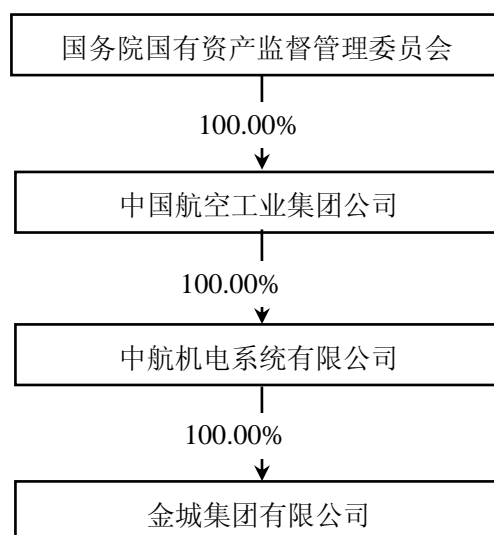 国务院国有资产监督管理委员会
100.00%
中国航空工业集团公司
100.00%
中航机电系统有限公司
100.00%
金城集团有限公司